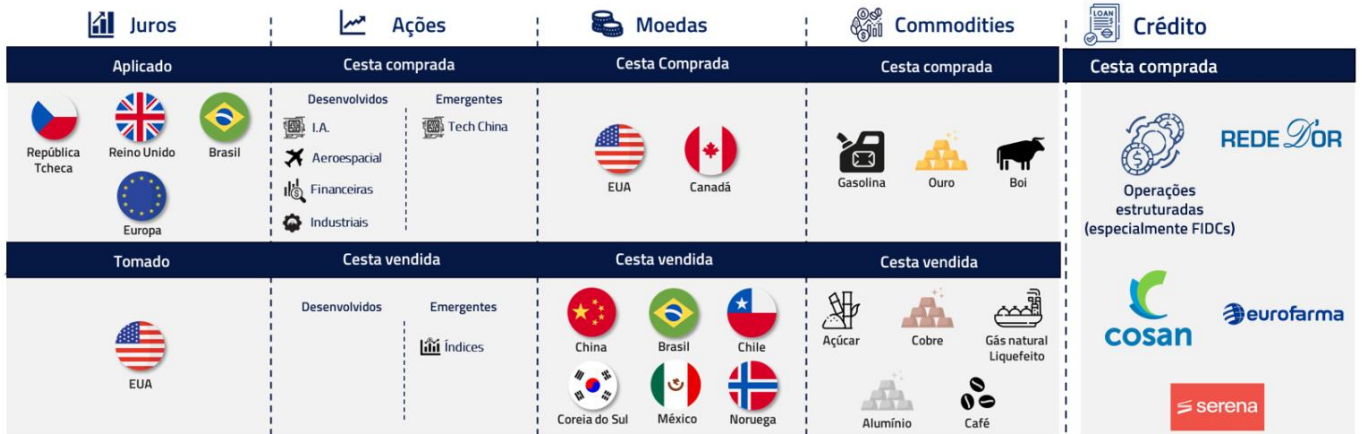 Juros
Aplicado
República
Tcheca
Reino Unido
Brasil
Europa
Tomado
EUA
Ações
Cesta comprada
Desenvolvidos
I.A.
Aeroespacial
Financeiras
Industriais
Emergentes
Tech China
Cesta vendida
Desenvolvidos
Emergentes
Índices
Moedas
Cesta Comprada
EUA
Canadá
Cesta vendida
China
Brasil
Chile
Coreia do Sul
México
Noruega
Commodities
Cesta comprada
Gasolina
Ouro
Boi
Cesta vendida
Açúcar
Cobre
Gás natural
Liquefeito
Alumínio
Café
LOAN
Crédito
Cesta comprada
Operações
estruturadas
(especialmente FIDCs)
REDE D'OR
cosan
eurofarma
serena